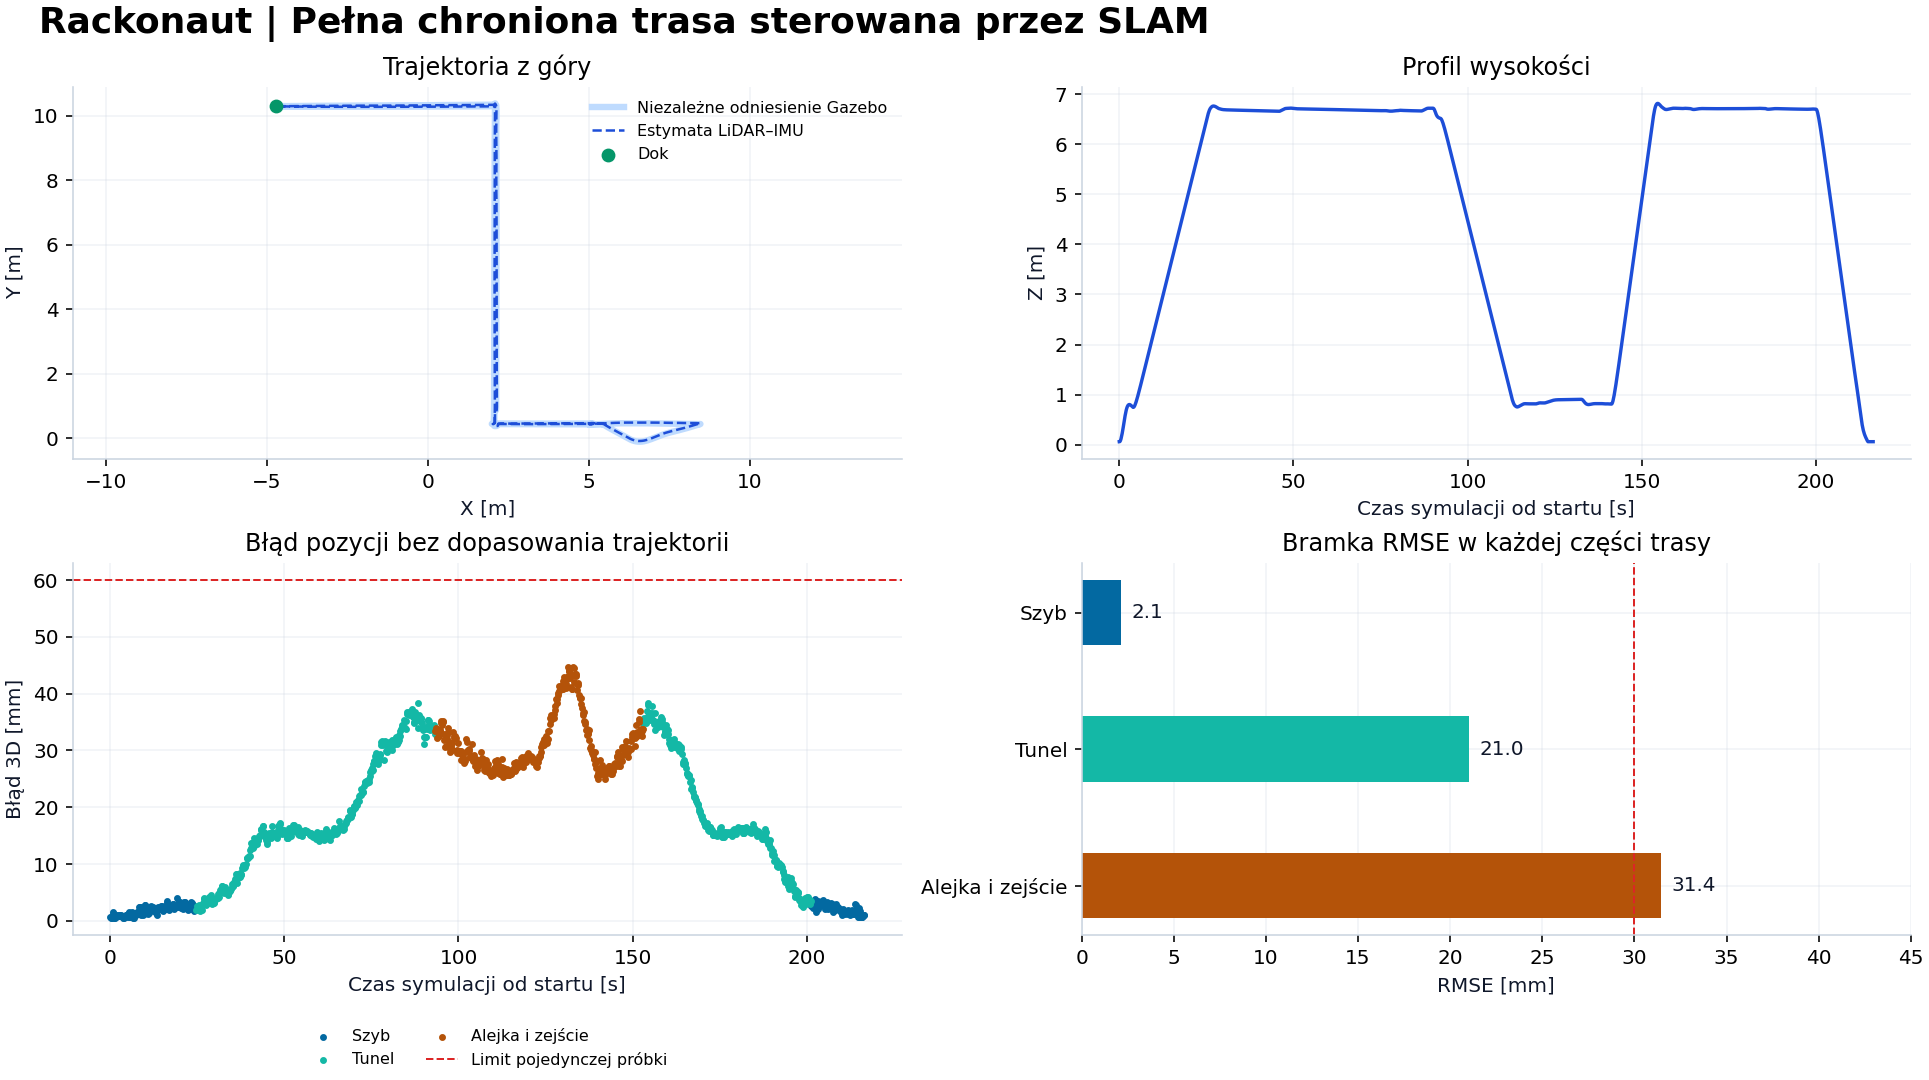 Rackonaut | Pełna chroniona trasa sterowana przez SLAM
Trajektoria z góry
Niezależne odniesienie Gazebo
Estymata LiDAR–IMU
Dok
10
8
6
4
2
0
Y [m]
−10
−5
0
5
10
X [m]
Profil wysokości
7
6
5
4
3
2
1
0
Z [m]
0
50
100
150
200
Czas symulacji od startu [s]
Błąd pozycji bez dopasowania trajektorii
60
50
40
30
20
10
0
Błąd 3D [mm]
0
50
100
150
200
Czas symulacji od startu [s]
Szyb
Tunel
Alejka i zejście
Limit pojedynczej próbki
Bramka RMSE w każdej części trasy
Szyb
2.1
Tunel
21.0
Alejka i zejście
31.4
0
5
10
15
20
25
30
35
40
45
RMSE [mm]